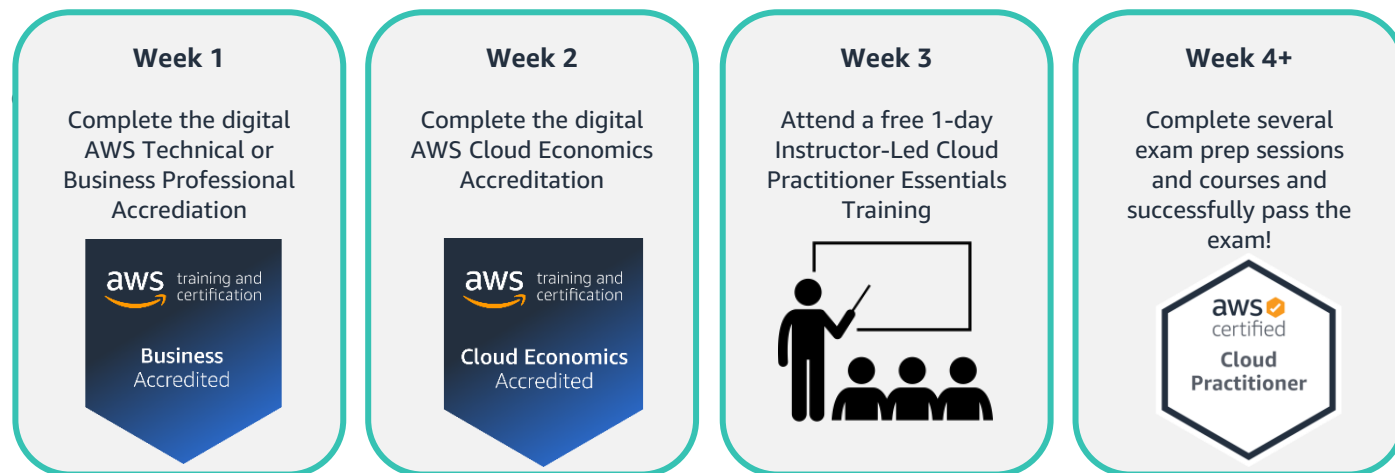 Week 1
Complete the digital
AWS Technical or
Business Professional
Accrediation
aws training and
certification
Business
Accredited
Week 2
Complete the digital
AWS Cloud Economics
Accreditation
aws training and
certification
Cloud Economics
Accredited
Week 3
Attend a free 1-day
Instructor-Led Cloud
Practitioner Essentials
Training
Week 4+
Complete several
exam prep sessions
and courses and
successfully pass the
exam!
aws
certified
Cloud
Practitioner